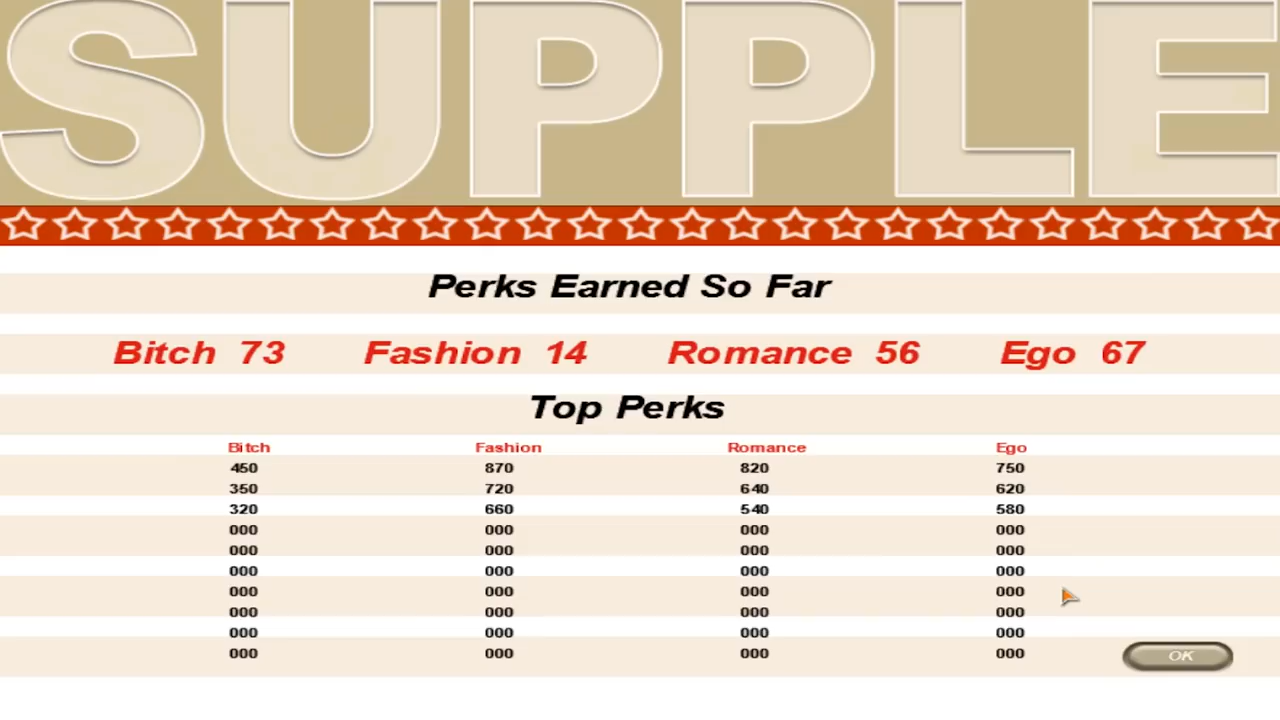 SUPPLE
Perks Earned So Far
Bitch 73 Fashion 14 Romance 56 Ego 67
Top Perks
Bitch Fashion Romance Ego
450 870 820 750
350 720 640 620
320 660 540 580
000 000 000 000
000 000 000 000
000 000 000 000
000 000 000 000
000 000 000 000
000 000 000 000
000 000 000 000
OK